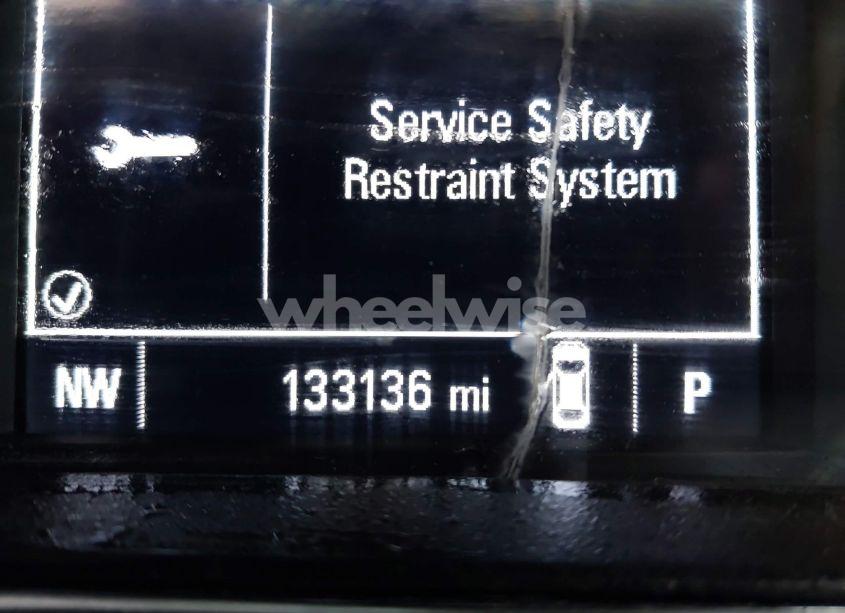 Service Safety
Restraint System
wheelwise
NW 133136 mi P